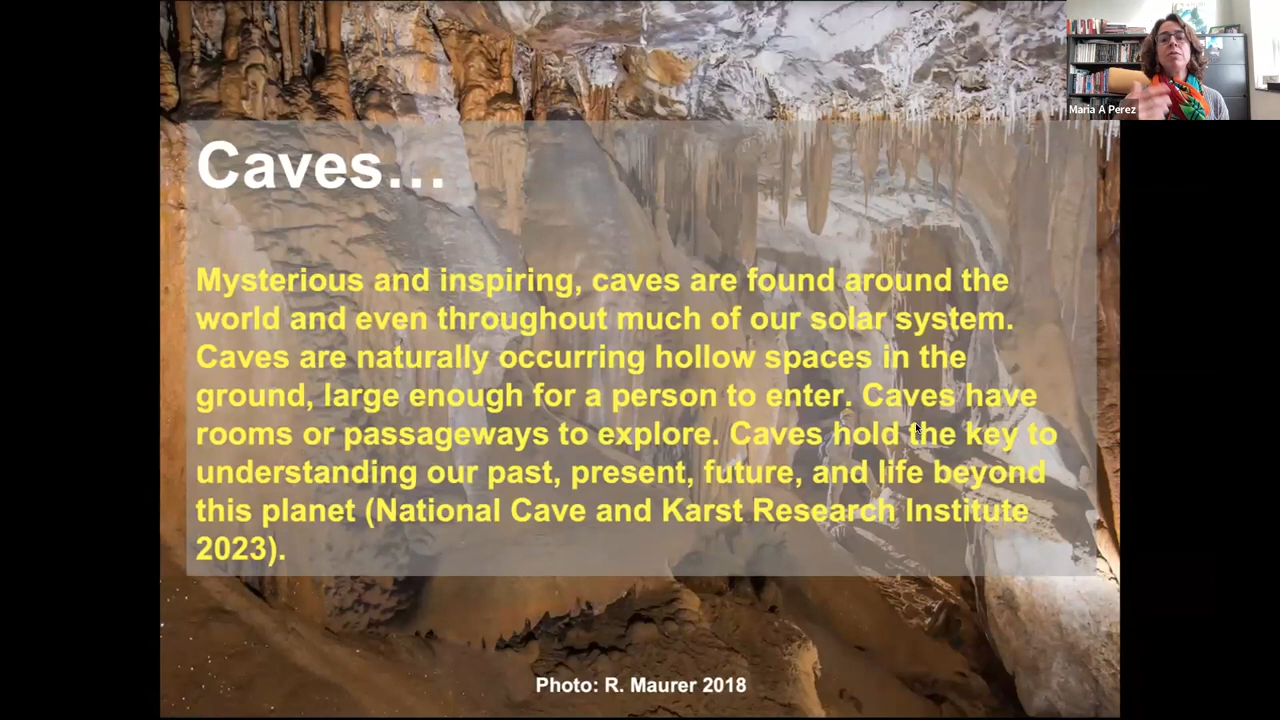 Maria A Perez
Caves…
Mysterious and inspiring, caves are found around the
world and even throughout much of our solar system.
Caves are naturally occurring hollow spaces in the
ground, large enough for a person to enter. Caves have
rooms or passageways to explore. Caves hold the key to
understanding our past, present, future, and life beyond
this planet (National Cave and Karst Research Institute
2023).
Photo: R. Maurer 2018